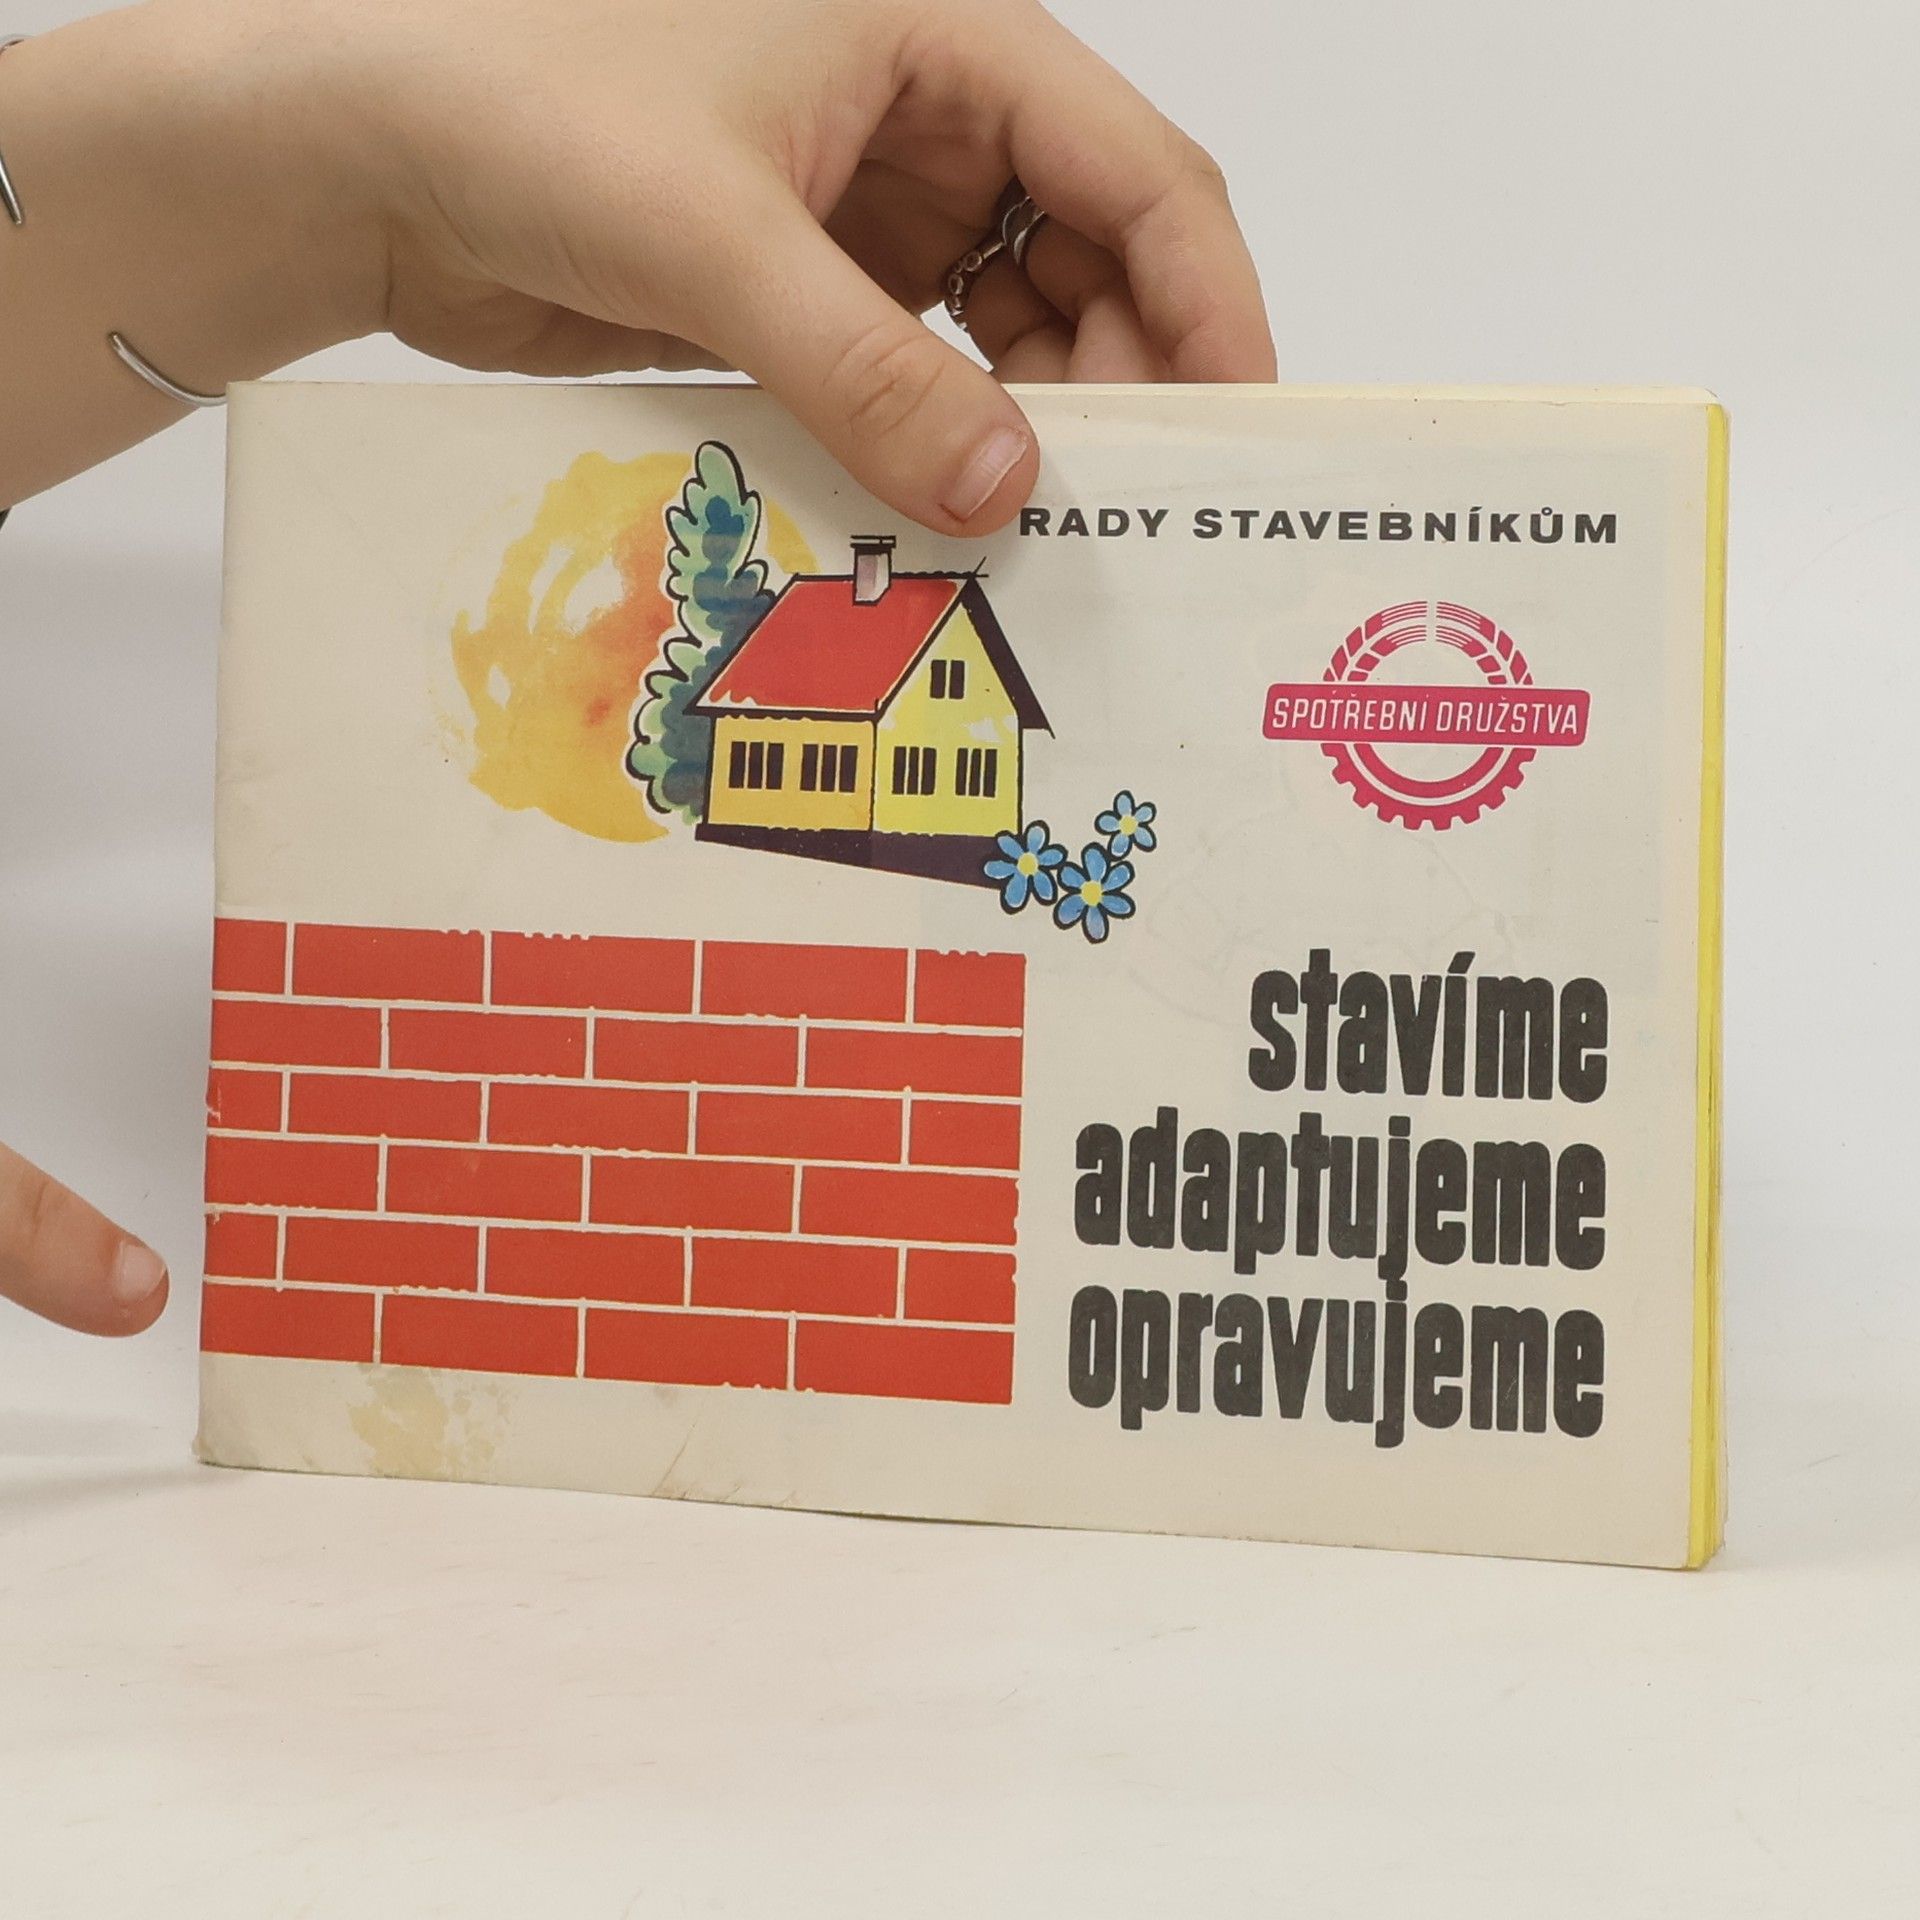 RADY STAVEBNÍKŮM
SPOTŘEBNÍ DRUŽSTVA
stavíme
adaptujeme
opravujeme